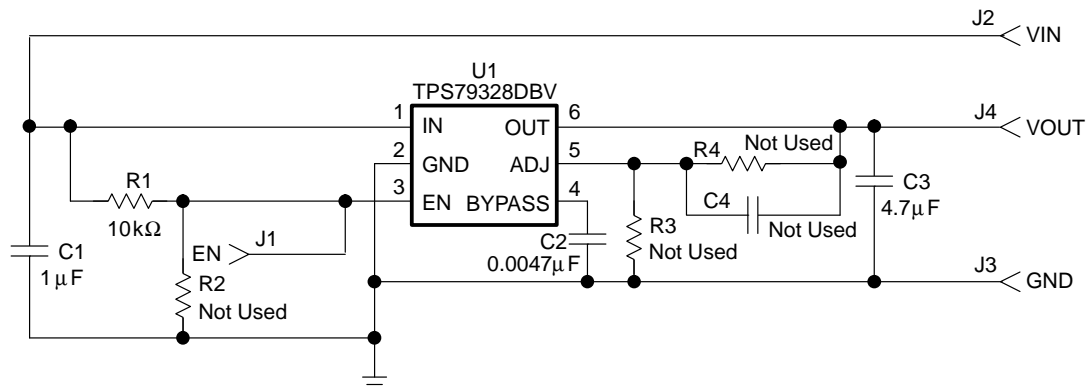 J2
VIN
U1
TPS79328DBV
1
IN
OUT
6
J4
VOUT
2
GND
ADJ
5
R4
Not Used
3
EN
BYPASS
4
R1
10kΩ
C4
Not Used
C3
4.7μF
J1
EN
C2
0.0047μF
R3
Not Used
C1
1μF
R2
Not Used
J3
GND